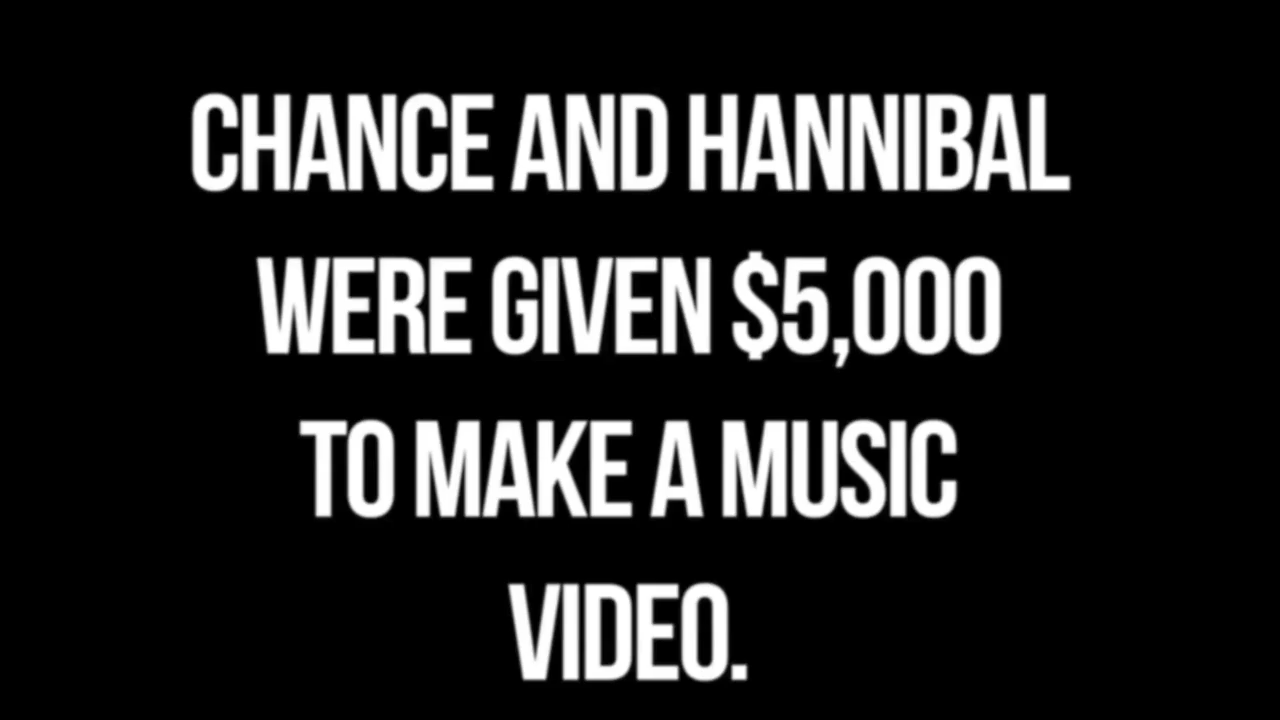 CHANCE AND HANNIBAL
WERE GIVEN $5,000
TO MAKE A MUSIC
VIDEO.